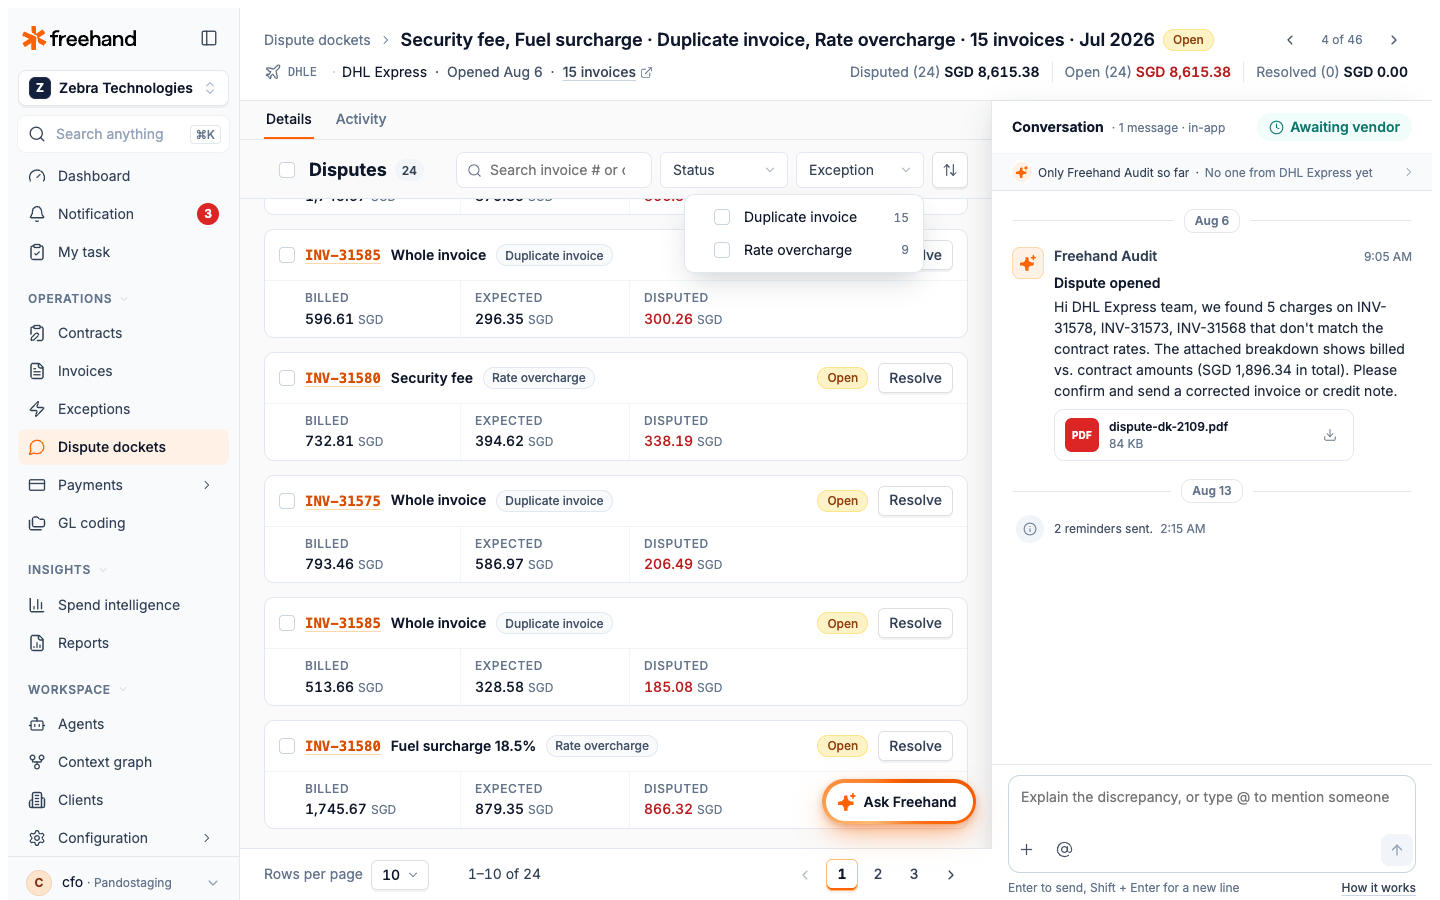 freehand
Z Zebra Technologies
Search anything ⌘K
Dashboard
Notification 3
My task
OPERATIONS
Contracts
Invoices
Exceptions
Dispute dockets
Payments
GL coding
INSIGHTS
Spend intelligence
Reports
WORKSPACE
Agents
Context graph
Clients
Configuration
C cfo · Pandostaging
Dispute dockets Security fee, Fuel surcharge · Duplicate invoice, Rate overcharge · 15 invoices · Jul 2026 Open
4 of 46
DHLE · DHL Express · Opened Aug 6 · 15 invoices
Disputed (24) SGD 8,615.38 Open (24) SGD 8,615.38 Resolved (0) SGD 0.00
Details Activity
Disputes 24 Search invoice # or c Status Exception
Duplicate invoice 15
Rate overcharge 9
INV-31585 Whole invoice Duplicate invoice
BILLED EXPECTED DISPUTED
596.61 SGD 296.35 SGD 300.26 SGD
INV-31580 Security fee Rate overcharge Open Resolve
BILLED EXPECTED DISPUTED
732.81 SGD 394.62 SGD 338.19 SGD
INV-31575 Whole invoice Duplicate invoice Open Resolve
BILLED EXPECTED DISPUTED
793.46 SGD 586.97 SGD 206.49 SGD
INV-31585 Whole invoice Duplicate invoice Open Resolve
BILLED EXPECTED DISPUTED
513.66 SGD 328.58 SGD 185.08 SGD
INV-31580 Fuel surcharge 18.5% Rate overcharge Open Resolve
BILLED EXPECTED DISPUTED
1,745.67 SGD 879.35 SGD 866.32 SGD
Ask Freehand
Rows per page 10 1–10 of 24 1 2 3
Conversation · 1 message · in-app Awaiting vendor
Only Freehand Audit so far · No one from DHL Express yet
Aug 6
Freehand Audit 9:05 AM
Dispute opened
Hi DHL Express team, we found 5 charges on INV-
31578, INV-31573, INV-31568 that don't match the
contract rates. The attached breakdown shows billed
vs. contract amounts (SGD 1,896.34 in total). Please
confirm and send a corrected invoice or credit note.
PDF dispute-dk-2109.pdf
84 KB
Aug 13
2 reminders sent. 2:15 AM
Explain the discrepancy, or type @ to mention someone
Enter to send, Shift + Enter for a new line How it works